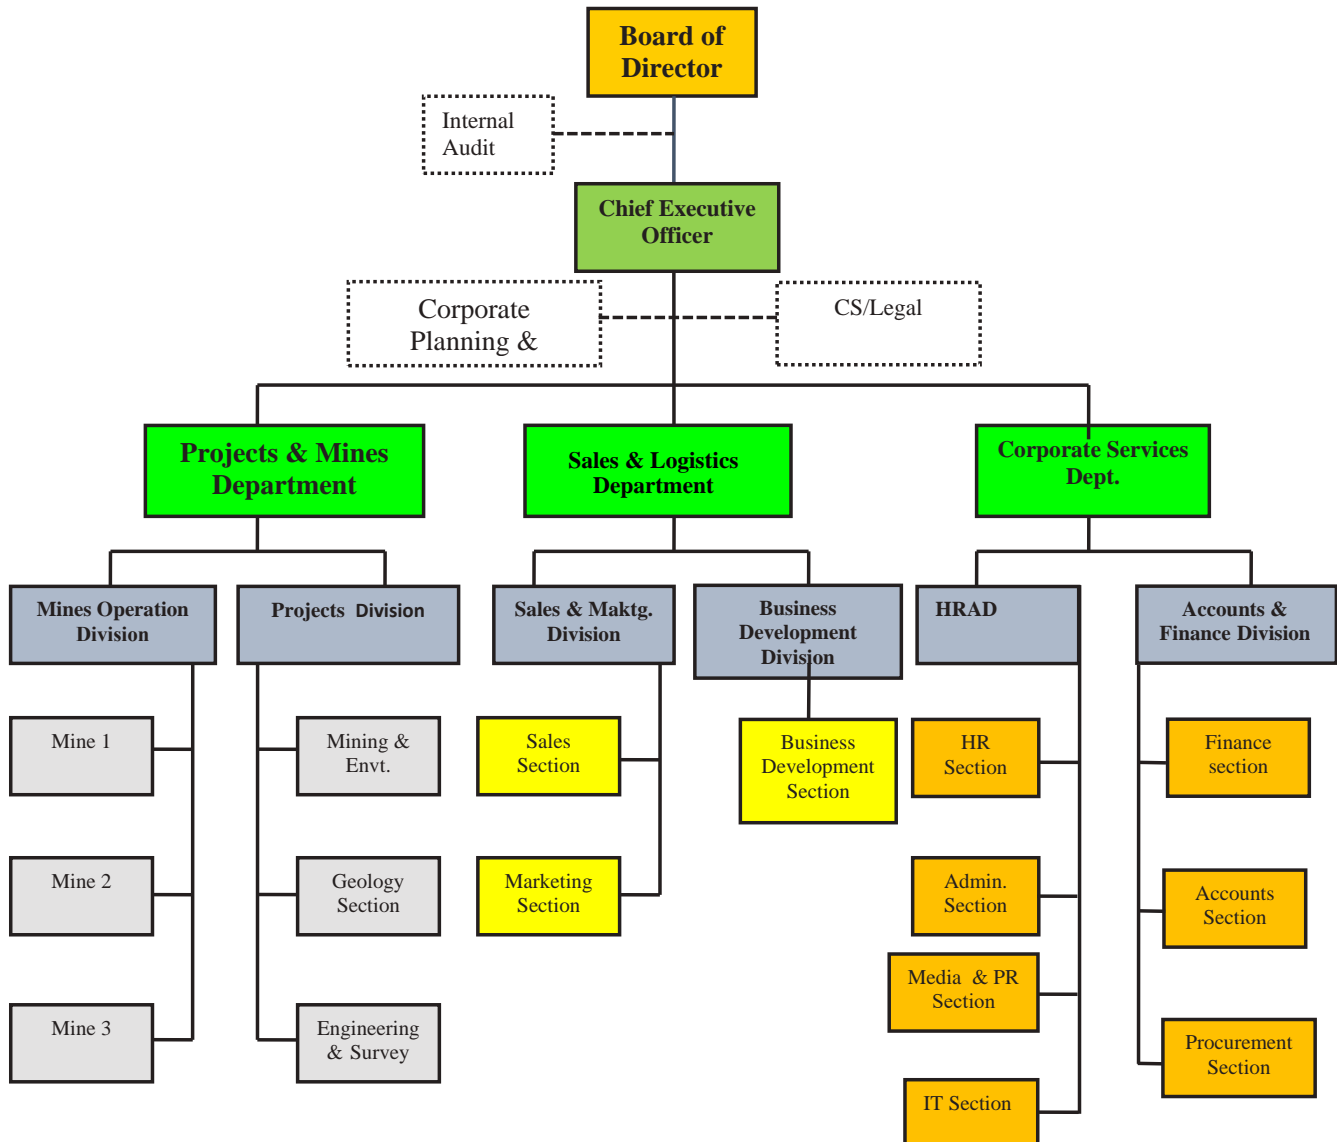 Board of
Director
Internal
Audit
Chief Executive
Officer
Corporate
Planning &
CS/Legal
Projects & Mines
Department
Sales & Logistics
Department
Corporate Services
Dept.
Mines Operation
Division
Projects Division
Sales & Maktg.
Division
Business
Development
Division
HRAD
Accounts &
Finance Division
Mine 1
Mining &
Envt.
Sales
Section
Business
Development
Section
HR
Section
Finance
section
Mine 2
Geology
Section
Marketing
Section
Admin.
Section
Accounts
Section
Media & PR
Section
Mine 3
Engineering
& Survey
Procurement
Section
IT Section